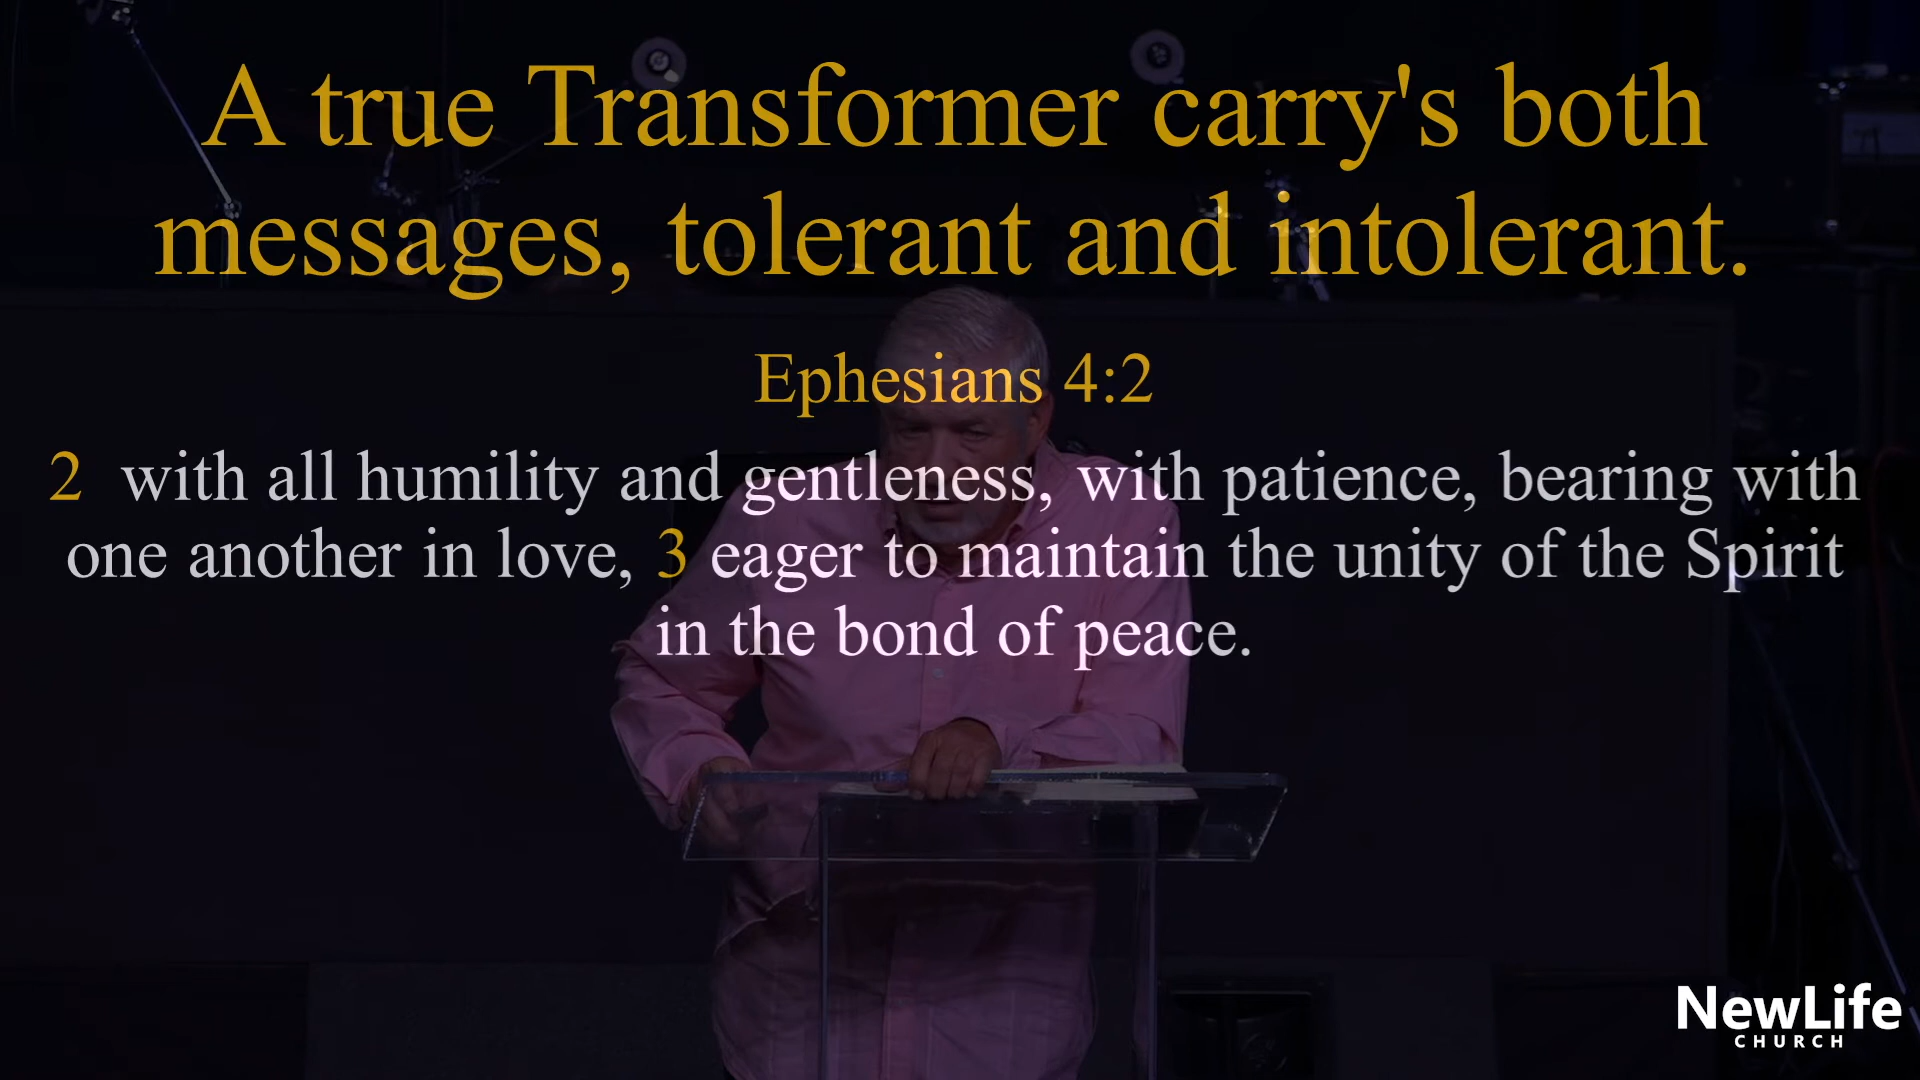 A true Transformer carry's both
messages, tolerant and intolerant.
Ephesians 4:2
2 with all humility and gentleness, with patience, bearing with
one another in love, 3 eager to maintain the unity of the Spirit
in the bond of peace.
NewLife
CHURCH